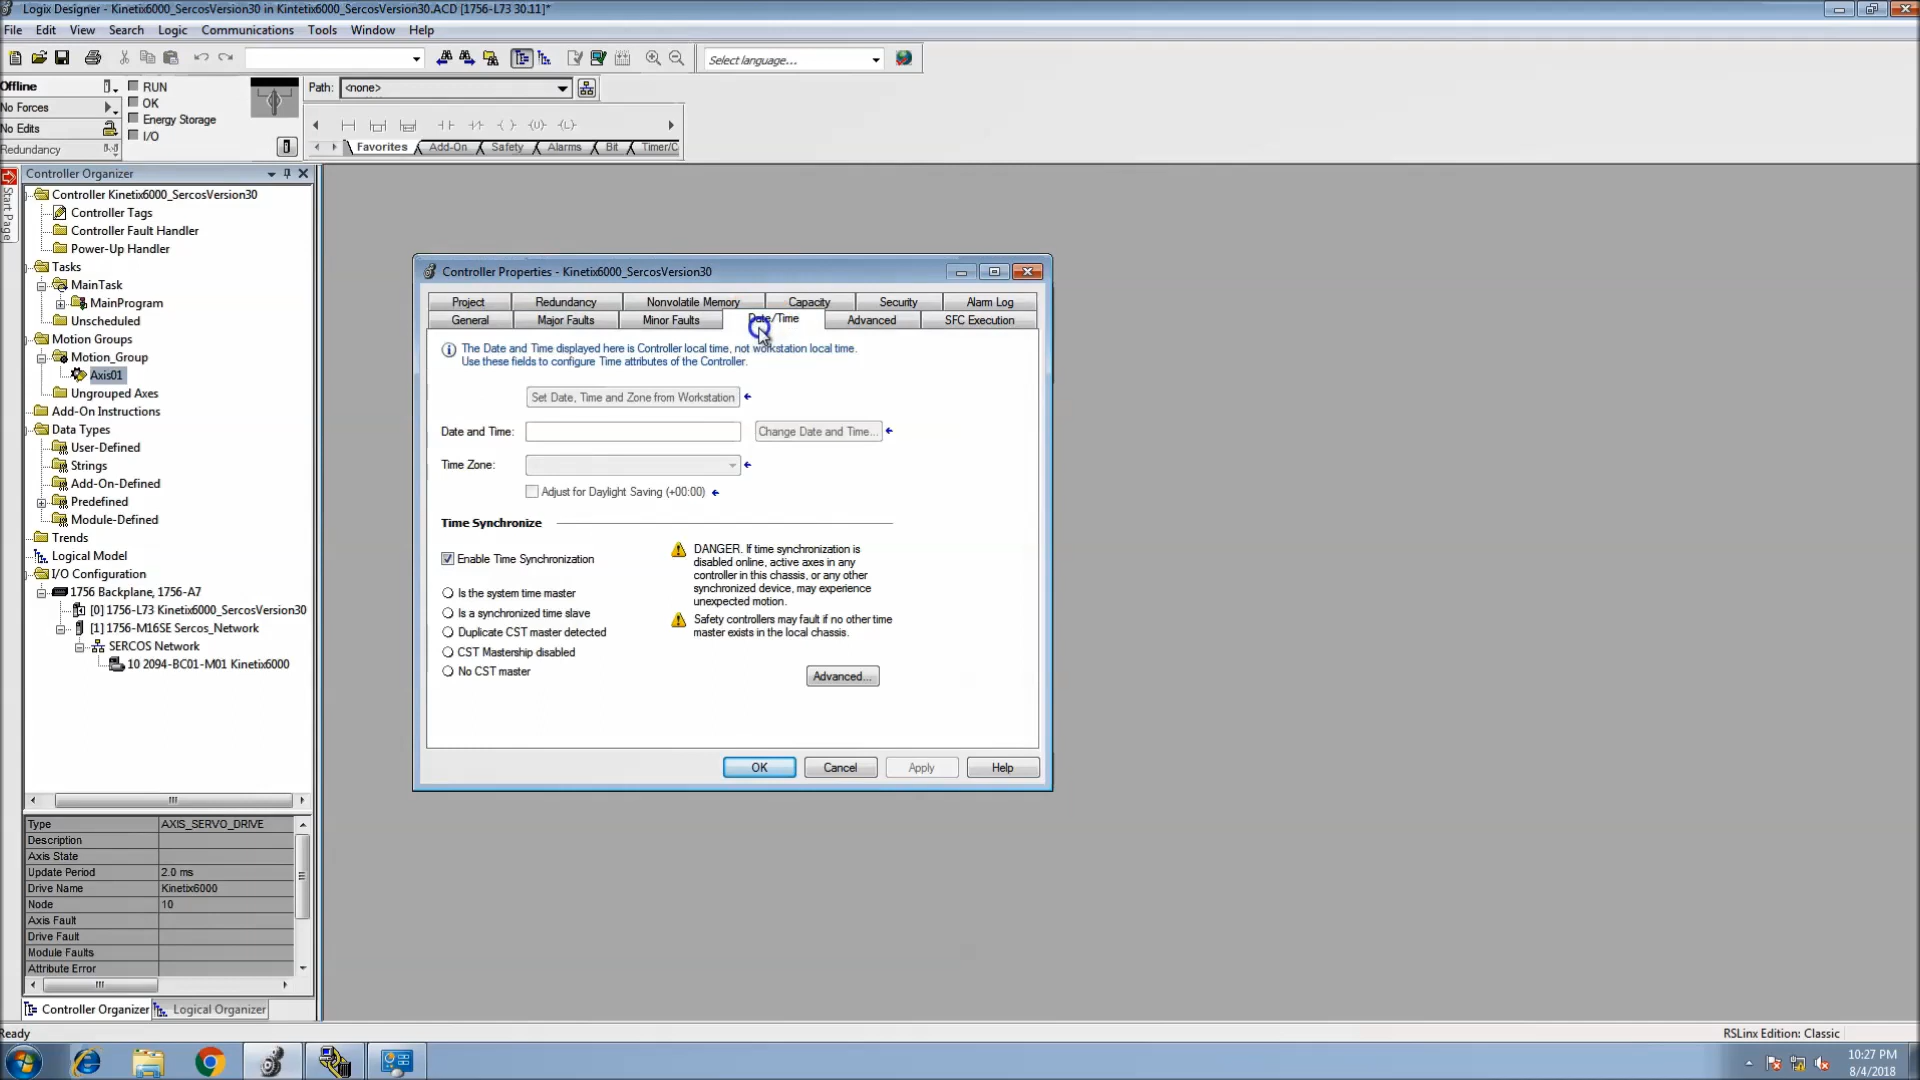 Logix Designer - Kinetix6000_SercosVersion30 in Kintetix6000_SercosVersion30.ACD [1756-L73 30.11]*
File Edit View Search Logic Communications Tools Window Help
Select language...
Offline
RUN
No Forces
OK
No Edits
Energy Storage
Redundancy
I/O
Path: <none>
Favorites Add-On Safety Alarms Bit Timer/C
Start Page
Controller Organizer
Controller Kinetix6000_SercosVersion30
Controller Tags
Controller Fault Handler
Power-Up Handler
Tasks
MainTask
MainProgram
Unscheduled
Motion Groups
Motion_Group
Axis01
Ungrouped Axes
Add-On Instructions
Data Types
User-Defined
Strings
Add-On-Defined
Predefined
Module-Defined
Trends
Logical Model
I/O Configuration
1756 Backplane, 1756-A7
[0] 1756-L73 Kinetix6000_SercosVersion30
[1] 1756-M16SE Sercos_Network
SERCOS Network
10 2094-BC01-M01 Kinetix6000
Type AXIS_SERVO_DRIVE
Description
Axis State
Update Period 2.0 ms
Drive Name Kinetix6000
Node 10
Axis Fault
Drive Fault
Module Faults
Attribute Error
Controller Organizer Logical Organizer
Controller Properties - Kinetix6000_SercosVersion30
Project Redundancy Nonvolatile Memory Capacity Security Alarm Log
General Major Faults Minor Faults Date/Time Advanced SFC Execution
The Date and Time displayed here is Controller local time, not workstation local time.
Use these fields to configure Time attributes of the Controller.
Set Date, Time and Zone from Workstation
Date and Time: Change Date and Time...
Time Zone:
Adjust for Daylight Saving (+00:00)
Time Synchronize
Enable Time Synchronization
Is the system time master
Is a synchronized time slave
Duplicate CST master detected
CST Mastership disabled
No CST master
DANGER. If time synchronization is
disabled online, active axes in any
controller in this chassis, or any other
synchronized device, may experience
unexpected motion.
Safety controllers may fault if no other time
master exists in the local chassis.
Advanced...
OK Cancel Apply Help
Ready
RSLinx Edition: Classic
10:27 PM
8/4/2018